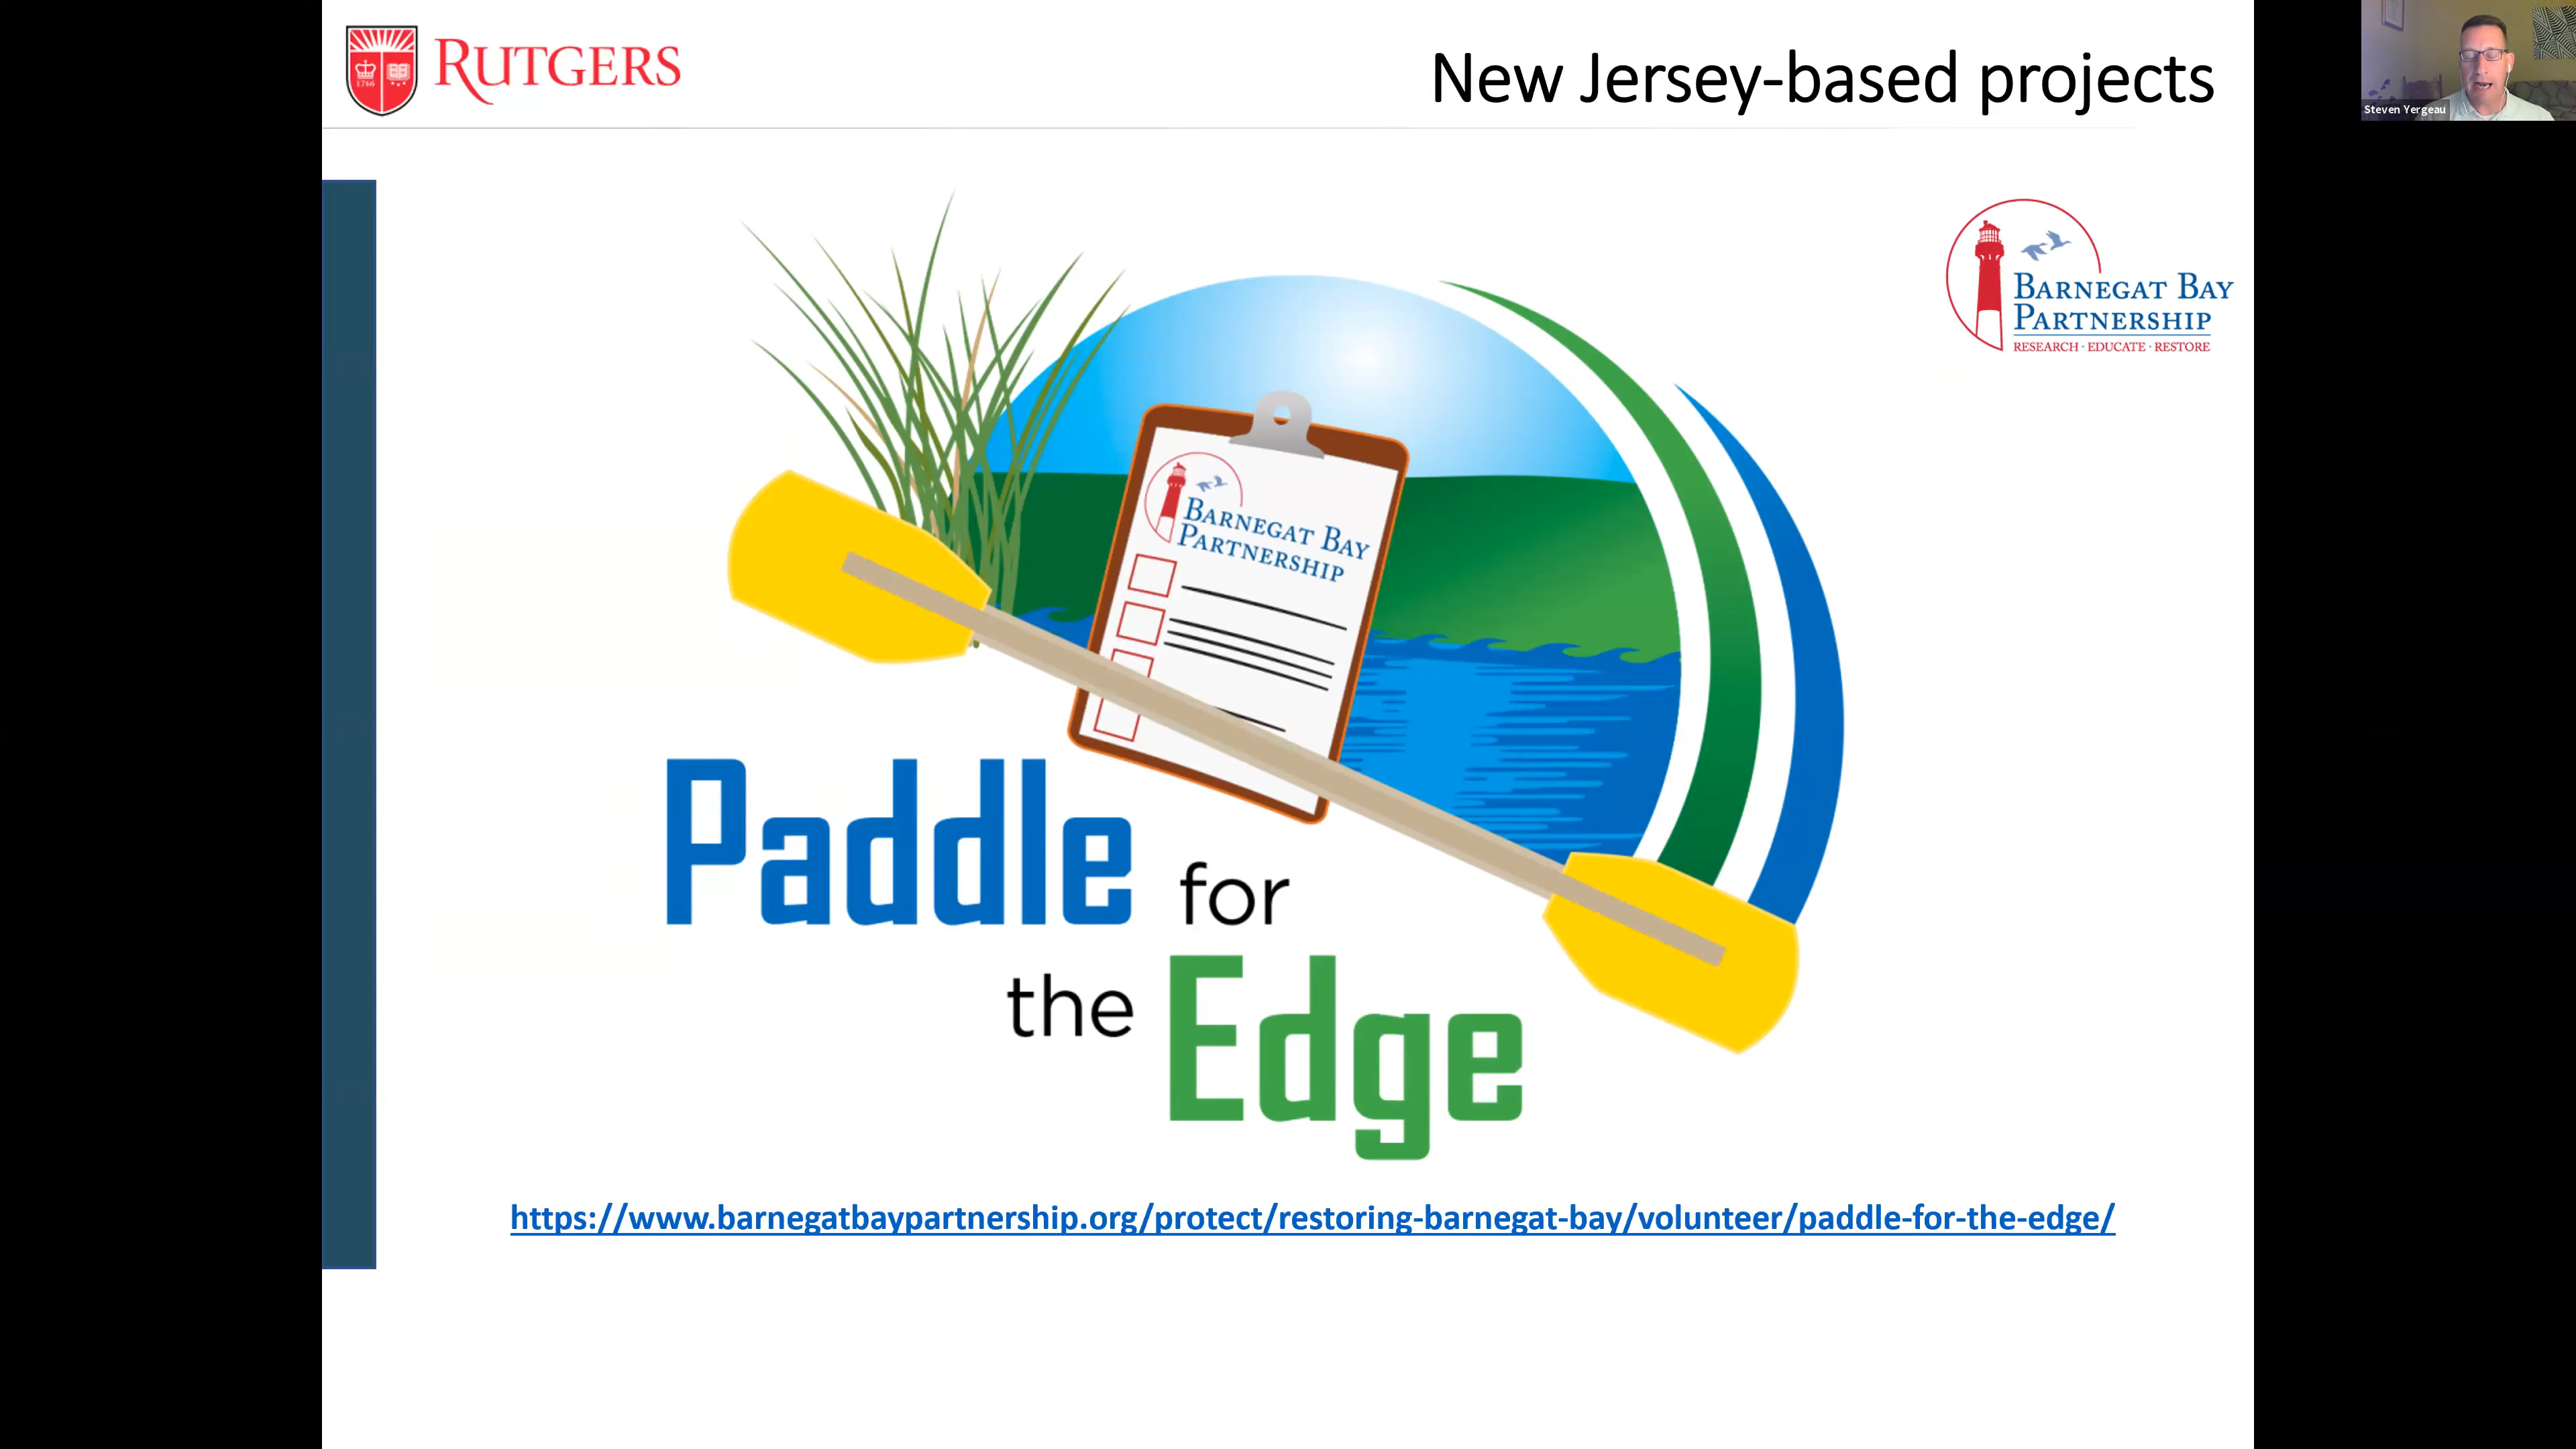 RUTGERS
1766
New Jersey-based projects
Steven Yergeau
BARNEGAT BAY
PARTNERSHIP
RESEARCH · EDUCATE · RESTORE
BARNEGAT BAY
PARTNERSHIP
Paddle for
the Edge
https://www.barnegatbaypartnership.org/protect/restoring-barnegat-bay/volunteer/paddle-for-the-edge/